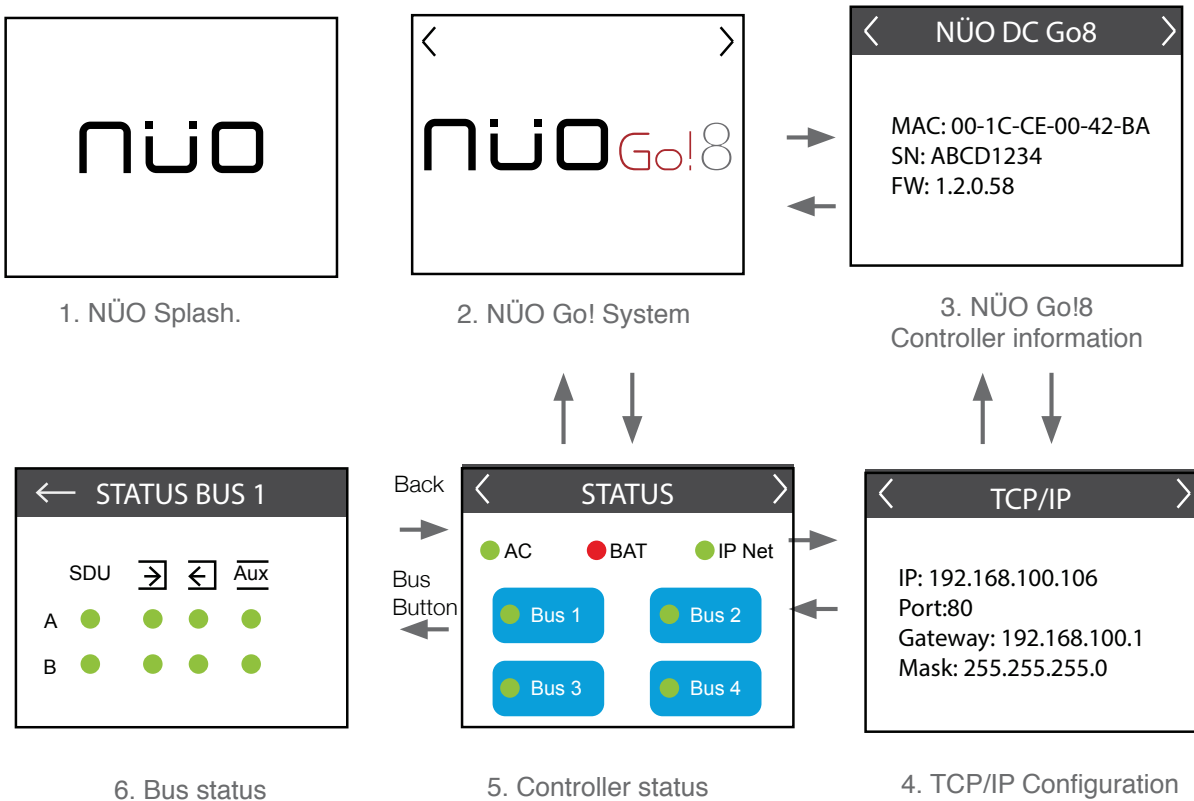 nüo
nüo Go!8
NÜO DC Go8
MAC: 00-1C-CE-00-42-BA
SN: ABCD1234
FW: 1.2.0.58
1. NÜO Splash.
2. NÜO Go! System
3. NÜO Go!8
Controller information
STATUS BUS 1
SDU Aux
A
B
Back
Bus
Button
STATUS
AC BAT IP Net
Bus 1 Bus 2
Bus 3 Bus 4
TCP/IP
IP: 192.168.100.106
Port:80
Gateway: 192.168.100.1
Mask: 255.255.255.0
6. Bus status
5. Controller status
4. TCP/IP Configuration